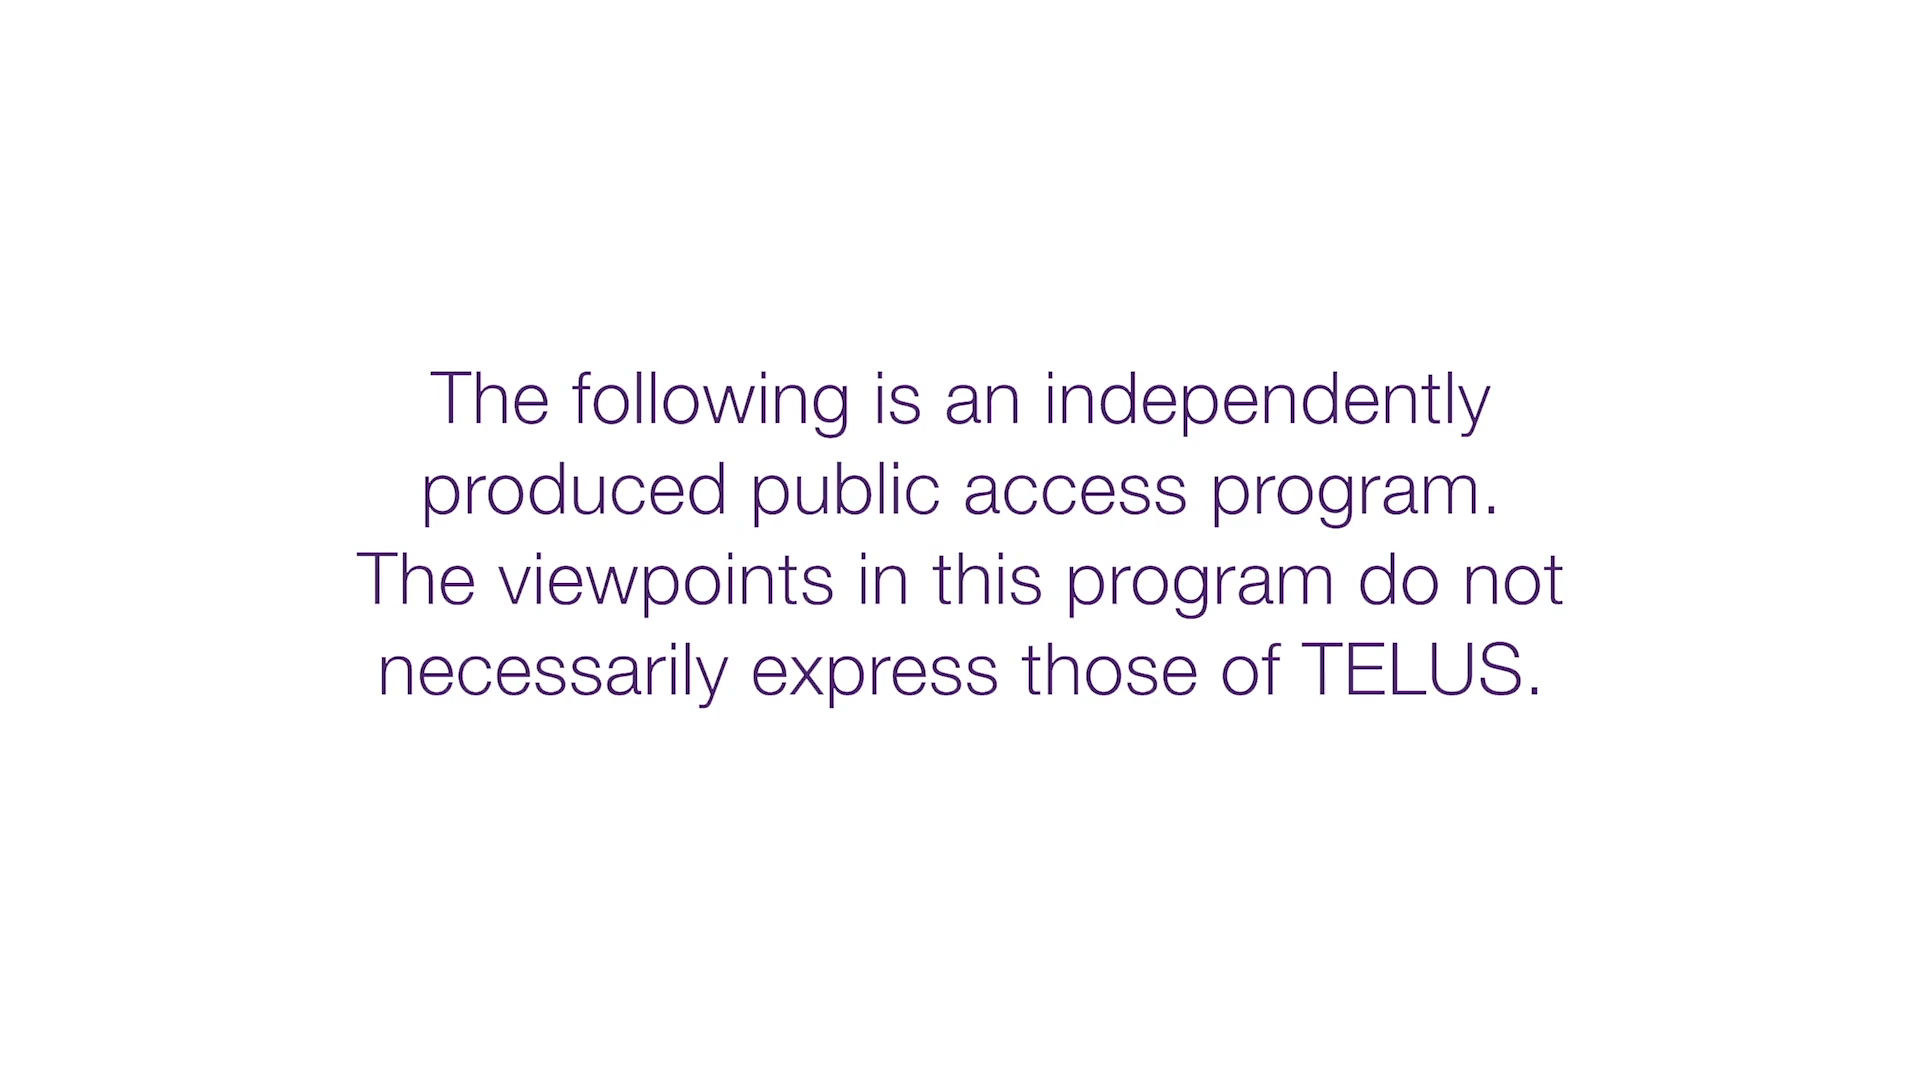 The following is an independently
produced public access program.
The viewpoints in this program do not
necessarily express those of TELUS.